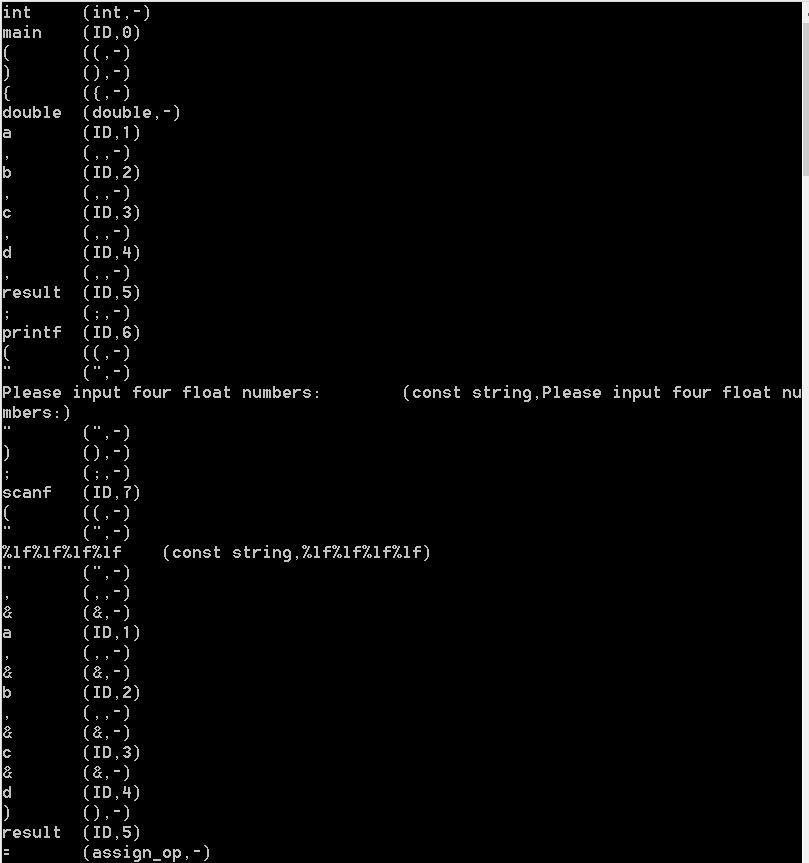 int     (int,-)
main    (ID,0)
(       ((,-)
)       (),-)
{       ({,-)
double  (double,-)
a       (ID,1)
,       (,,-)
b       (ID,2)
,       (,,-)
c       (ID,3)
,       (,,-)
d       (ID,4)
,       (,,-)
result  (ID,5)
;       (;,-)
printf  (ID,6)
(       ((,-)
"       (",-)
Please input four float numbers:        (const string,Please input four float nu
mbers:)
"       (",-)
)       (),-)
;       (;,-)
scanf   (ID,7)
(       ((,-)
"       (",-)
%lf%lf%lf%lf    (const string,%lf%lf%lf%lf)
"       (",-)
,       (,,-)
&       (&,-)
a       (ID,1)
,       (,,-)
&       (&,-)
b       (ID,2)
,       (,,-)
&       (&,-)
c       (ID,3)
&       (&,-)
d       (ID,4)
)       (),-)
result  (ID,5)
=       (assign_op,-)